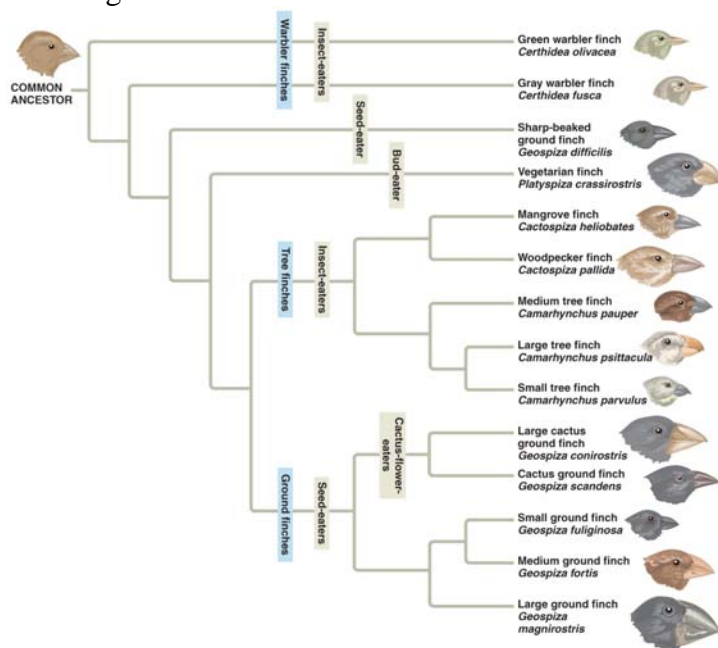 COMMON
ANCESTOR
Warbler finches
Insect-eaters
Green warbler finch
Certhidea olivacea
Gray warbler finch
Certhidea fusca
Seed-eater
Sharp-beaked
ground finch
Geospiza difficilis
Bud-eater
Vegetarian finch
Platyspiza crassirostris
Tree finches
Insect-eaters
Mangrove finch
Cactospiza heliobates
Woodpecker finch
Cactospiza pallida
Medium tree finch
Camarhynchus pauper
Large tree finch
Camarhynchus psittacula
Small tree finch
Camarhynchus parvulus
Ground finches
Seed-eaters
Cactus-flower-
eaters
Large cactus
ground finch
Geospiza conirostris
Cactus ground finch
Geospiza scandens
Small ground finch
Geospiza fuliginosa
Medium ground finch
Geospiza fortis
Large ground finch
Geospiza
magnirostris